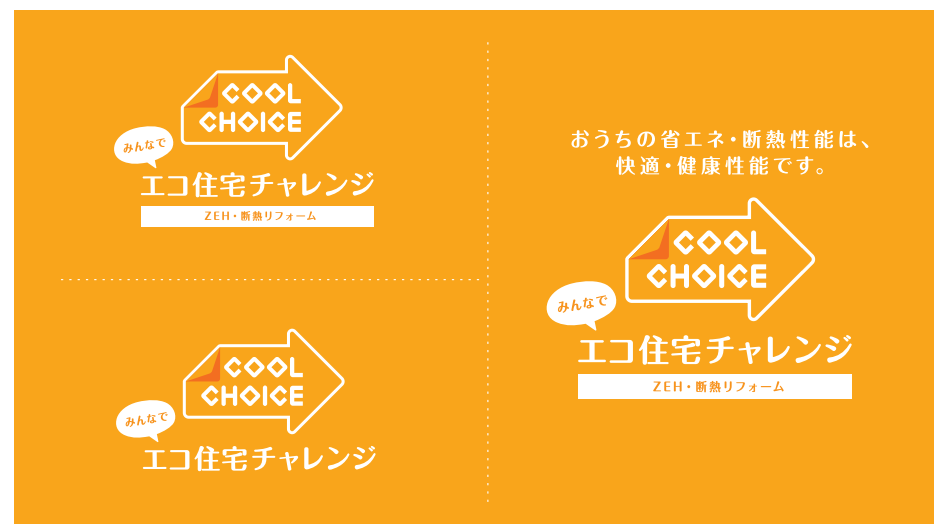 COOL
CHOICE
みんなで
エコ住宅チャレンジ
ZEH・断熱リフォーム
COOL
CHOICE
みんなで
エコ住宅チャレンジ
おうちの省エネ・断熱性能は、
快適・健康性能です。
COOL
CHOICE
みんなで
エコ住宅チャレンジ
ZEH・断熱リフォーム